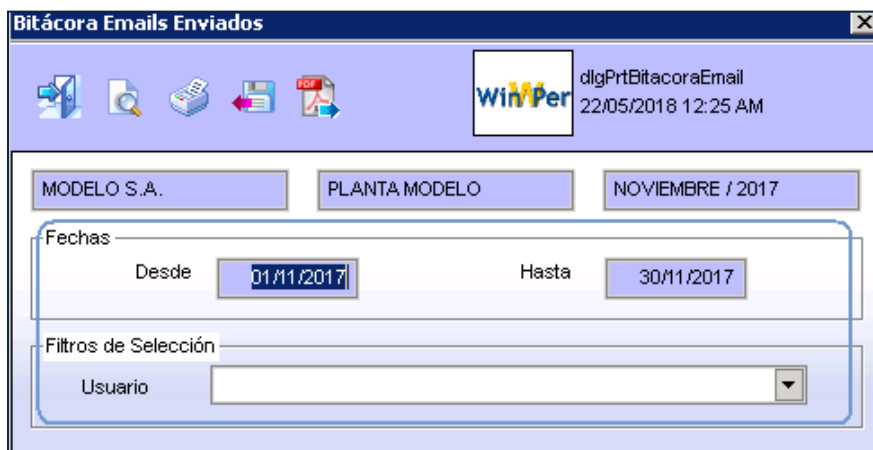 Bitácora Emails Enviados
PDF
WinPer
dlgPrtBitacoraEmail
22/05/2018 12:25 AM
MODELO S.A. PLANTA MODELO NOVIEMBRE / 2017
Fechas
Desde 01/11/2017 Hasta 30/11/2017
Filtros de Selección
Usuario